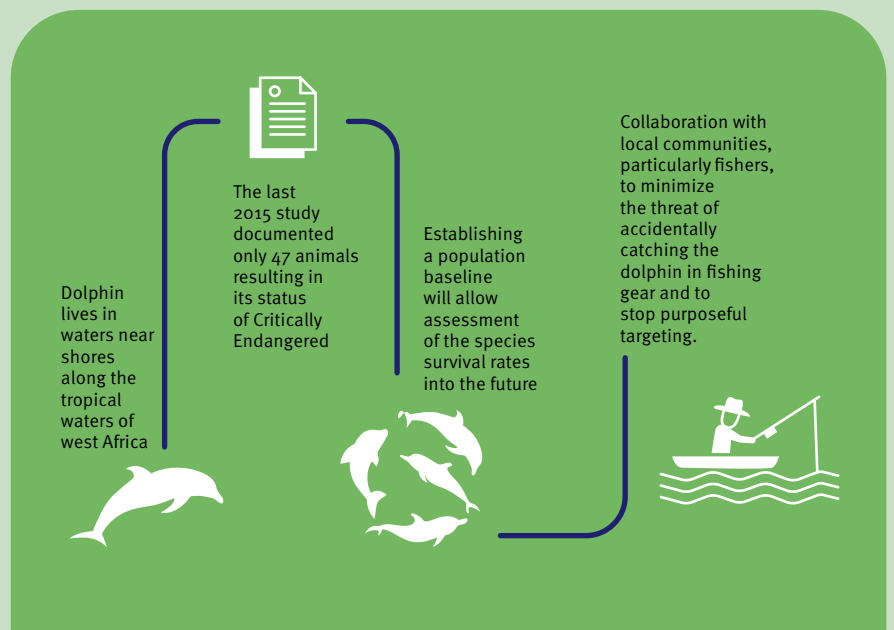 Dolphin
lives in
waters near
shores
along the
tropical
waters of
west Africa
The last
2015 study
documented
only 47 animals
resulting in
its status
of Critically
Endangered
Establishing
a population
baseline
will allow
assessment
of the species
survival rates
into the future
Collaboration with
local communities,
particularly fishers,
to minimize
the threat of
accidentally
catching the
dolphin in fishing
gear and to
stop purposeful
targeting.